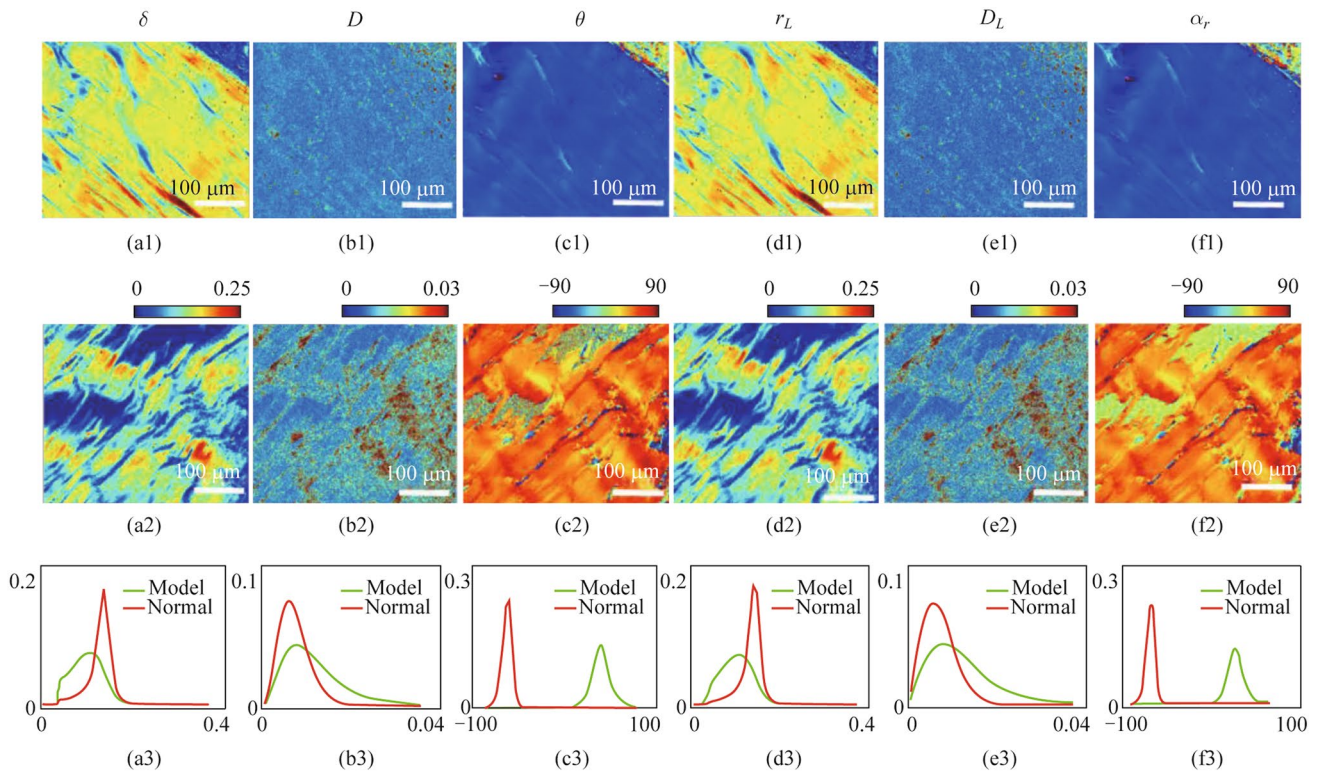 δ D θ r_L D_L α_r
100 μm 100 μm 100 μm 100 μm 100 μm 100 μm
(a1) (b1) (c1) (d1) (e1) (f1)
0 0.25 0 0.03 −90 90 0 0.25 0 0.03 −90 90
100 μm 100 μm 100 μm 100 μm 100 μm 100 μm
(a2) (b2) (c2) (d2) (e2) (f2)
0.2 0.1 0.3 0.2 0.1 0.3
Model Model Model Model Model Model
Normal Normal Normal Normal Normal Normal
0 0 0 0 0 0
0 0.4 0 0.04 −100 100 0 0.4 0 0.04 −100 100
(a3) (b3) (c3) (d3) (e3) (f3)